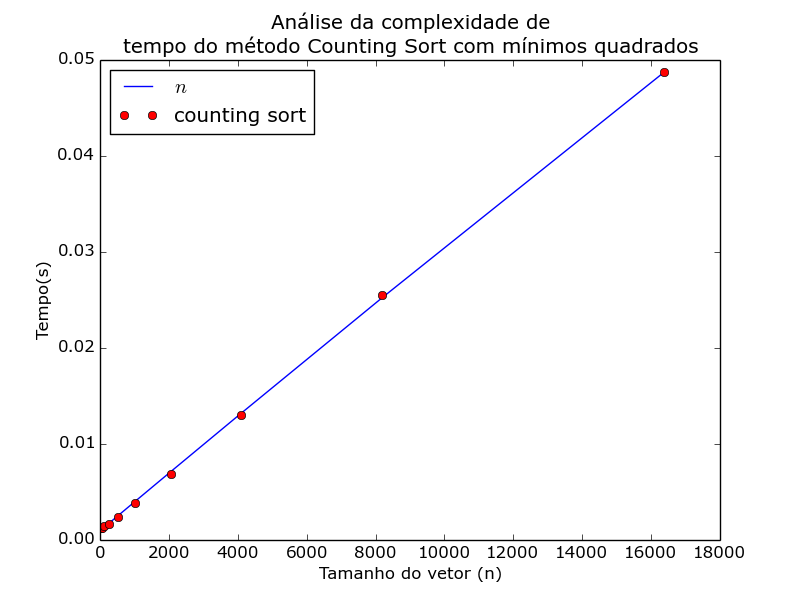 Análise da complexidade de
tempo do método Counting Sort com mínimos quadrados
n
counting sort
0.05
0.04
0.03
0.02
0.01
0.00
Tempo(s)
0 2000 4000 6000 8000 10000 12000 14000 16000 18000
Tamanho do vetor (n)